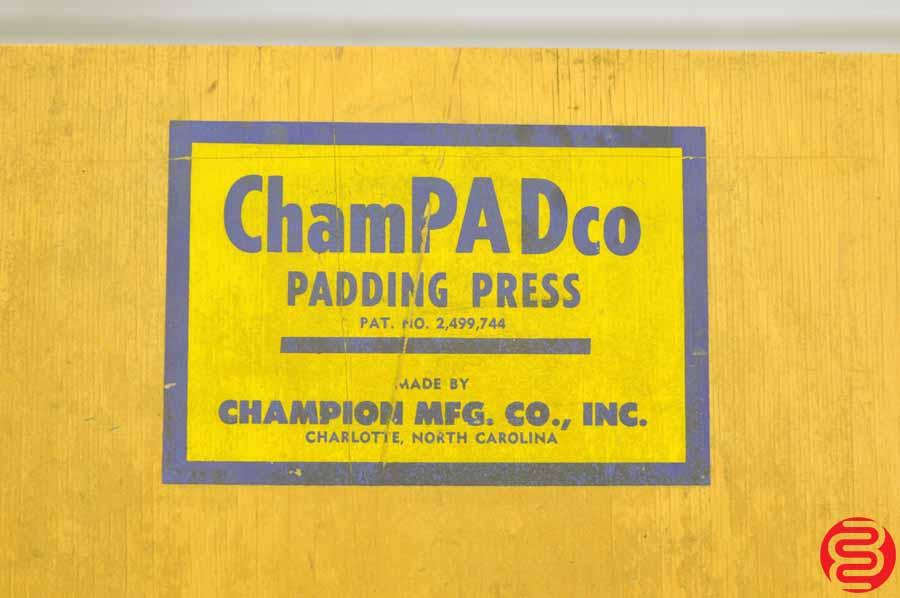 ChamPADco
PADDING PRESS
PAT. NO. 2,499,744
MADE BY
CHAMPION MFG. CO., INC.
CHARLOTTE, NORTH CAROLINA